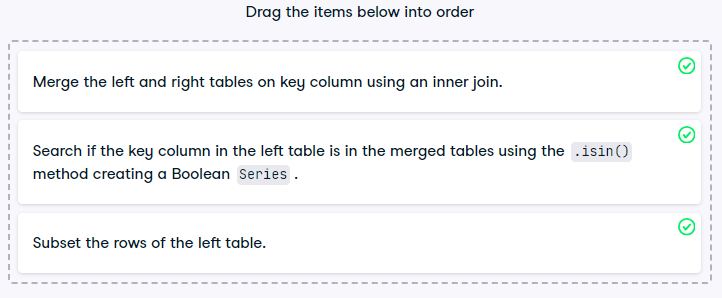 Drag the items below into order
Merge the left and right tables on key column using an inner join.
Search if the key column in the left table is in the merged tables using the .isin()
method creating a Boolean Series .
Subset the rows of the left table.